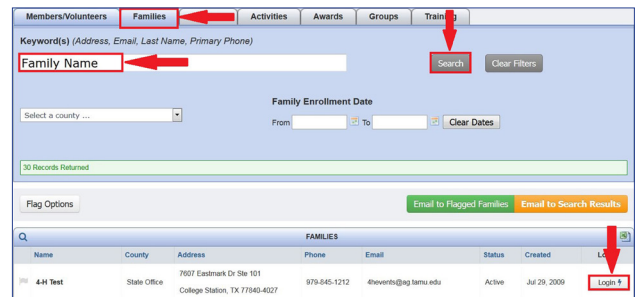 Members/Volunteers Families Activities Awards Groups Training
Keyword(s) (Address, Email, Last Name, Primary Phone)
Family Name Search Clear Filters
Family Enrollment Date
Select a county ... From To Clear Dates
30 Records Returned
Flag Options Email to Flagged Families Email to Search Results
FAMILIES
Name County Address Phone Email Status Created
4-H Test State Office 7607 Eastmark Dr Ste 101 979-845-1212 4hevents@ag.tamu.edu Active Jul 29, 2009 Login
College Station, TX 77840-4027